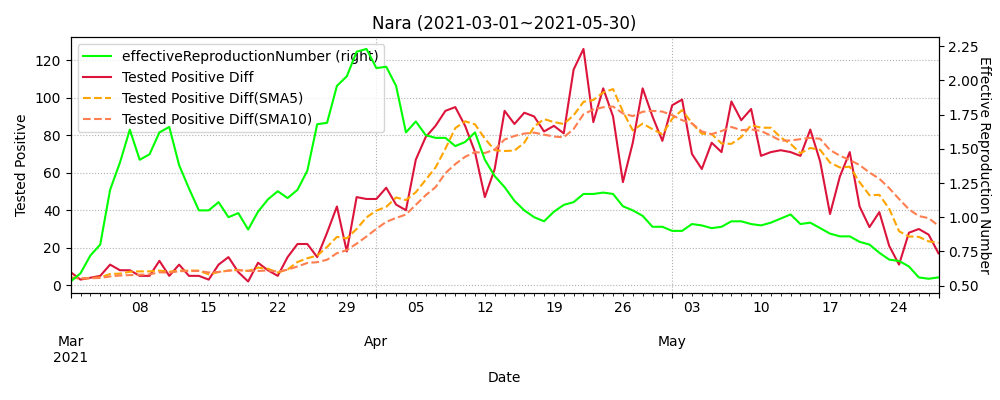 Nara (2021-03-01~2021-05-30)
effectiveReproductionNumber (right)
Tested Positive Diff
Tested Positive Diff(SMA5)
Tested Positive Diff(SMA10)
Tested Positive
120
100
80
60
40
20
0
2.25
2.00
1.75
1.50
1.25
1.00
0.75
0.50
Effective Reproduction Number
08 15 22 29 05 12 19 26 03 10 17 24
Mar Apr May
2021
Date